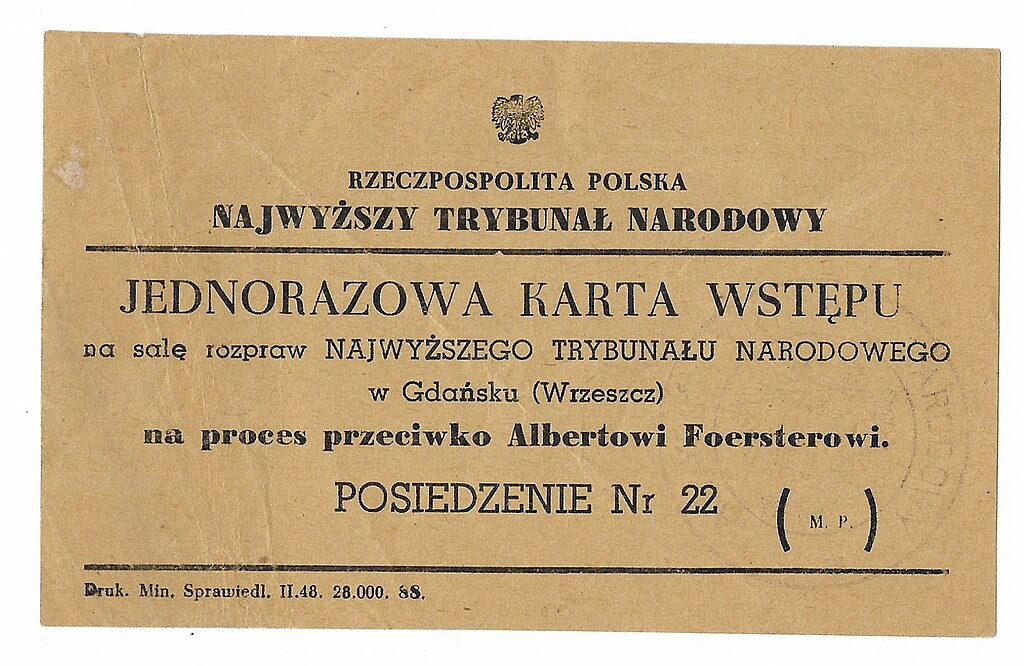 RZECZPOSPOLITA POLSKA
NAJWYŻSZY TRYBUNAŁ NARODOWY
JEDNORAZOWA KARTA WSTĘPU
na salę rozpraw NAJWYŻSZEGO TRYBUNAŁU NARODOWEGO
w Gdańsku (Wrzeszcz)
na proces przeciwko Albertowi Foersterowi.
POSIEDZENIE Nr 22
(M. P.)
Druk. Min. Sprawiedl. II.48. 28.000. 88.